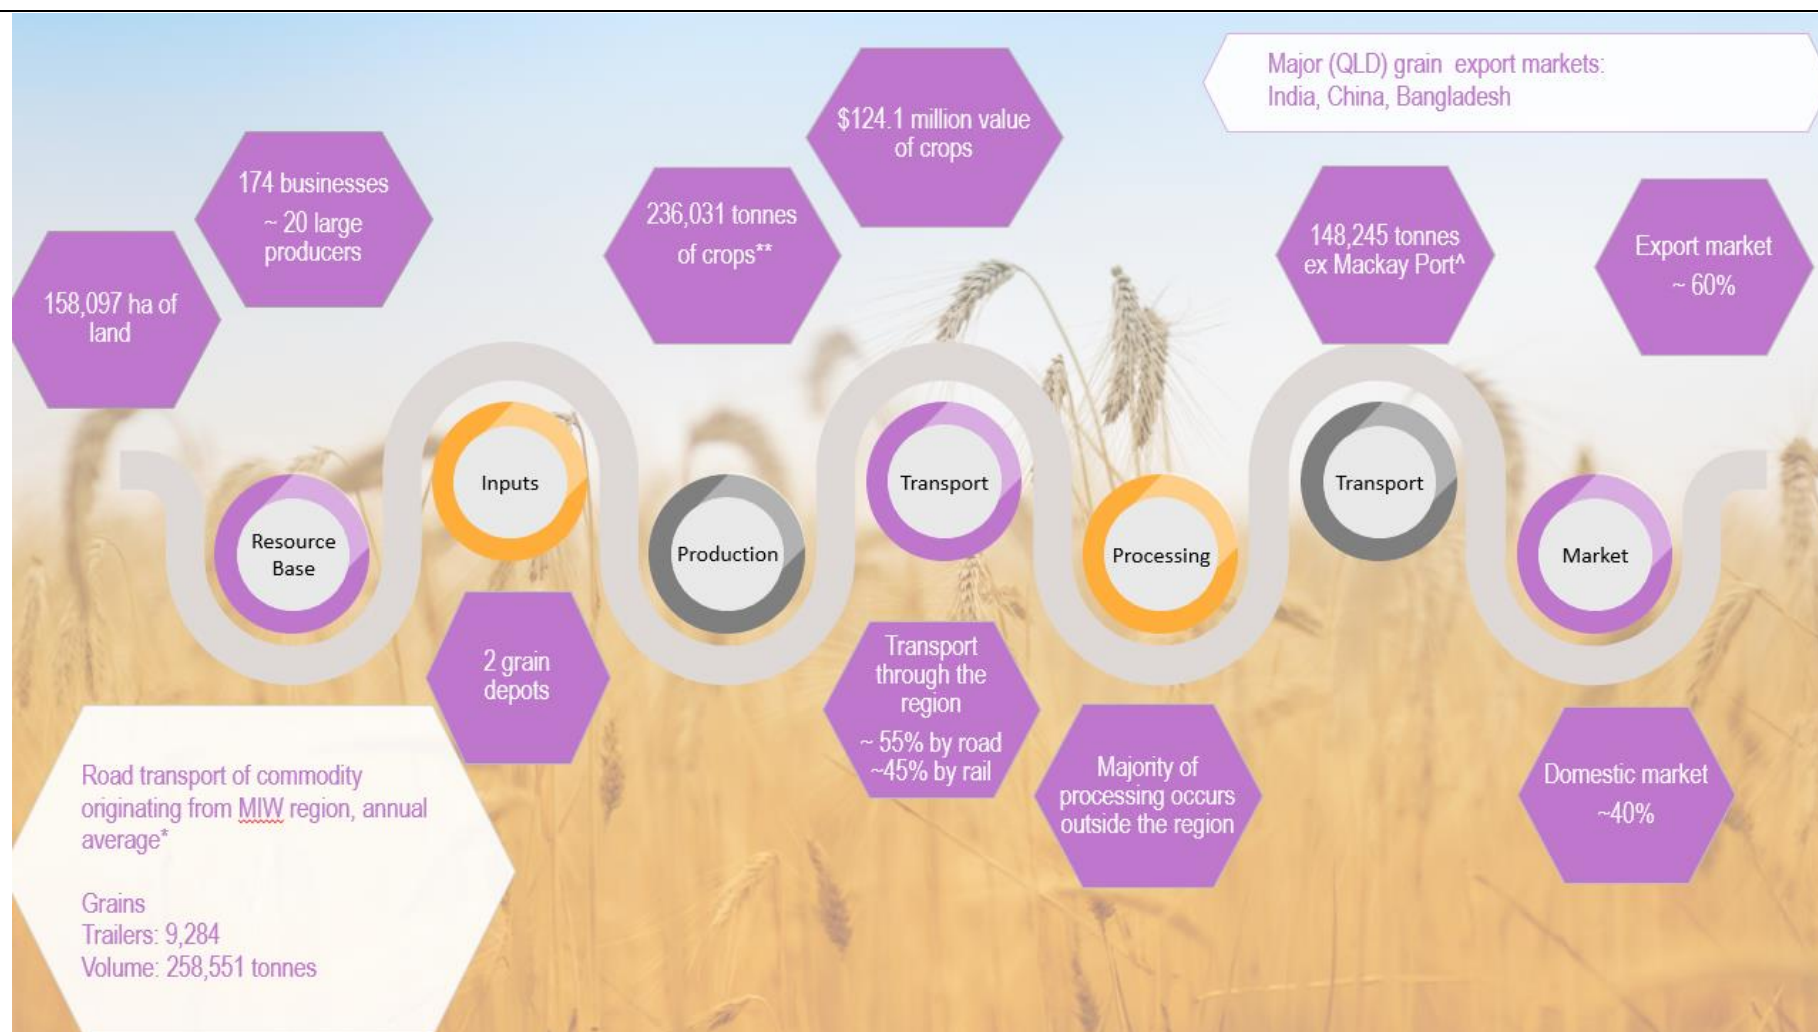 Major (QLD) grain export markets:
India, China, Bangladesh
158,097 ha of
land
174 businesses
~ 20 large
producers
236,031 tonnes
of crops**
$124.1 million value
of crops
148,245 tonnes
ex Mackay Port^
Export market
~ 60%
Resource
Base
Inputs
Production
Transport
Processing
Transport
Market
2 grain
depots
Transport
through the
region
~ 55% by road
~45% by rail
Majority of
processing occurs
outside the region
Domestic market
~40%
Road transport of commodity
originating from MIW region, annual
average*
Grains
Trailers: 9,284
Volume: 258,551 tonnes